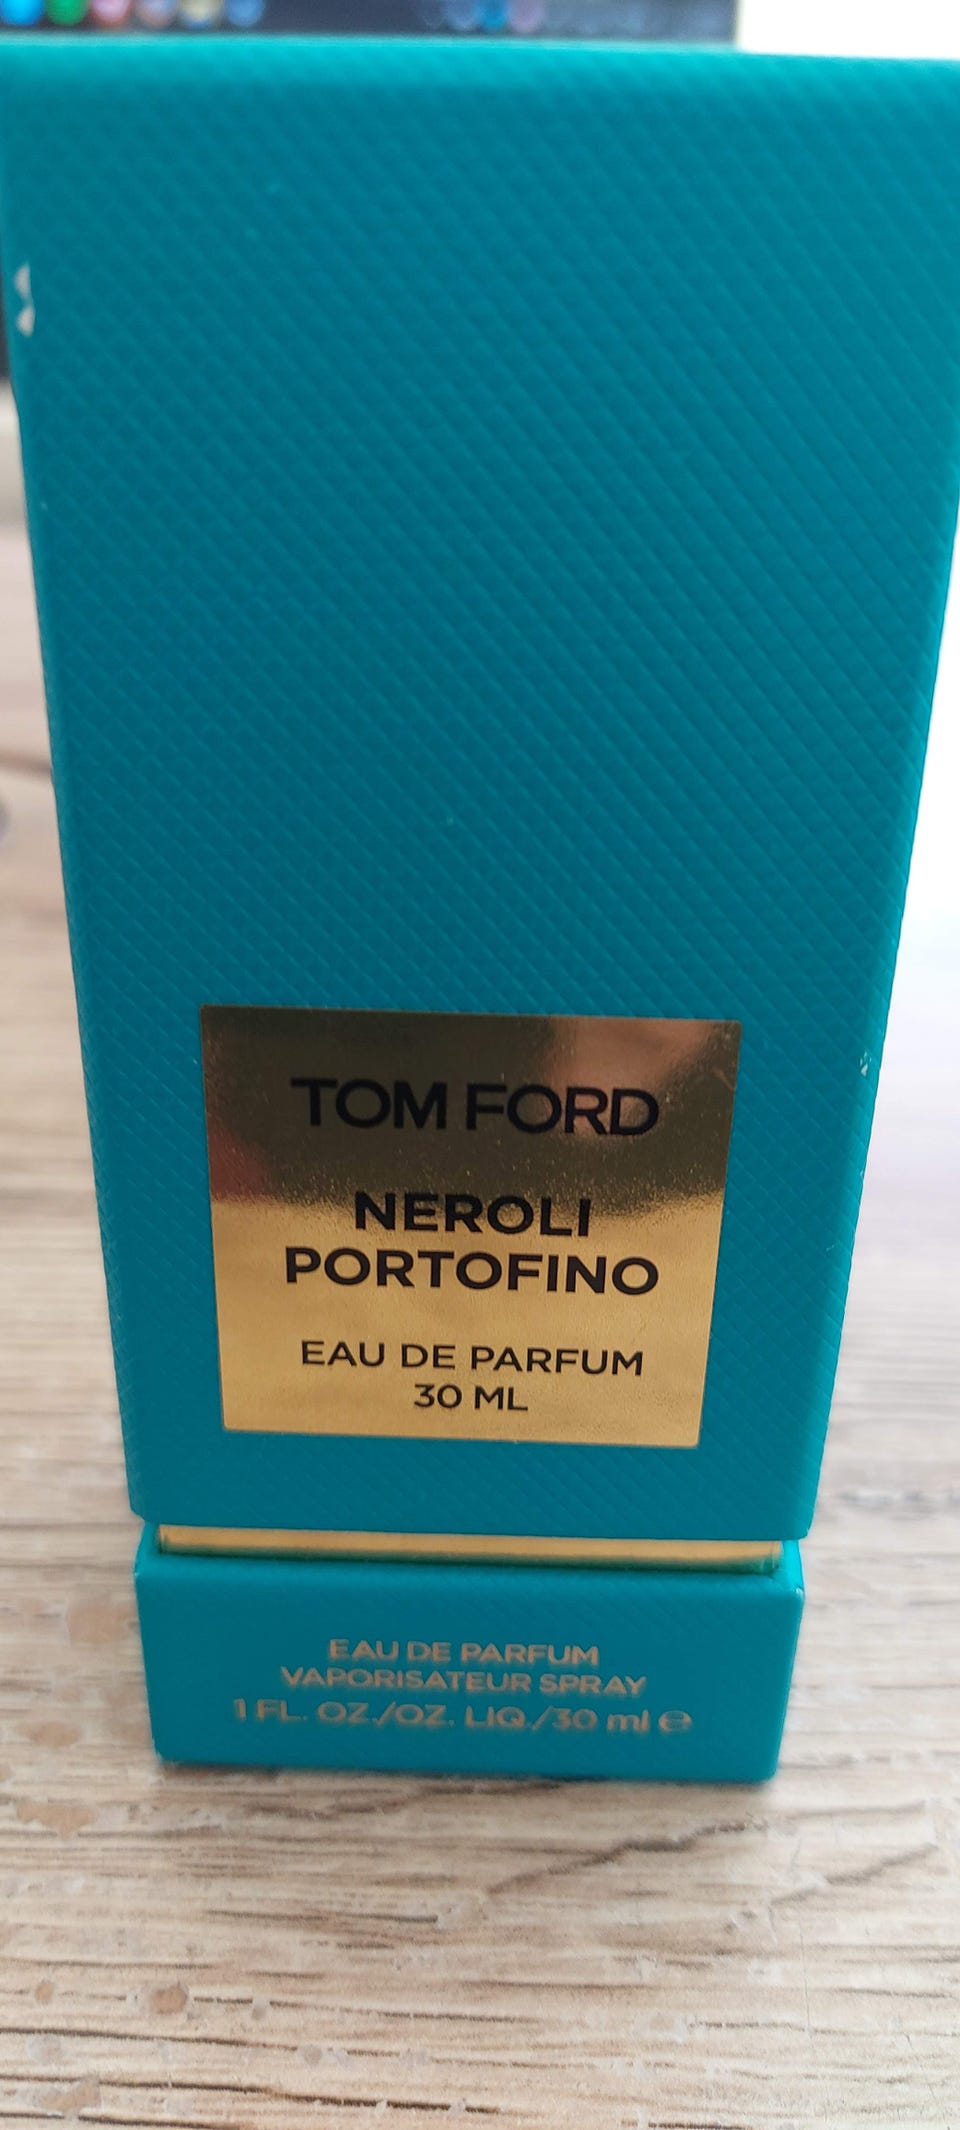 TOM FORD
NEROLI
PORTOFINO
EAU DE PARFUM
30 ML
EAU DE PARFUM
VAPORISATEUR SPRAY
1 FL. OZ./OZ. LIQ./30 ml ℮